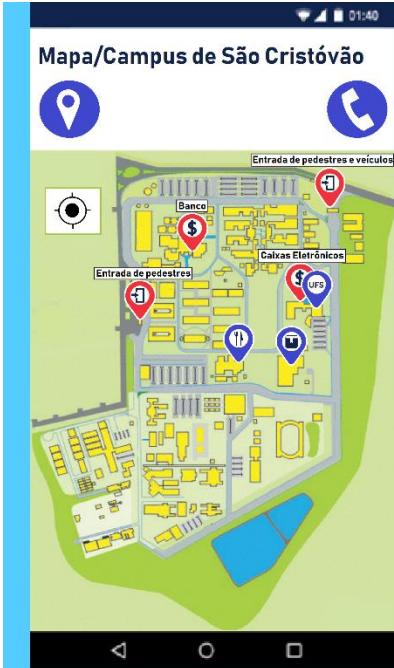 01:40
Mapa/Campus de São Cristóvão
Entrada de pedestres e veículos
Banco
$
Caixas Eletrônicos
$
UFS
Entrada de pedestres